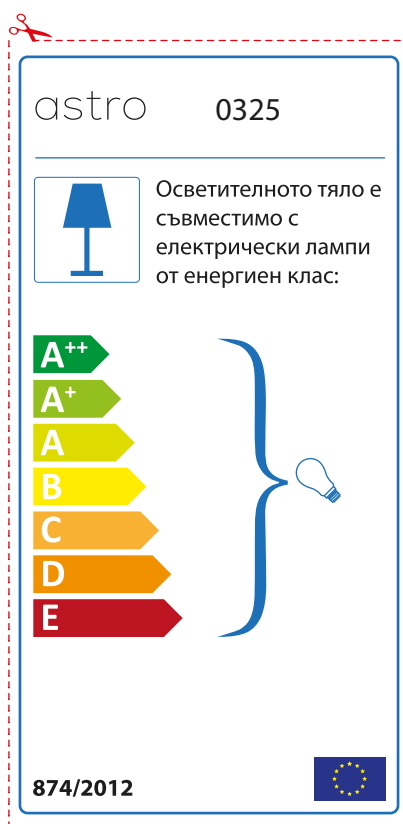 astro 0325
Осветителното тяло е
съвместимо с
електрически лампи
от енергиен клас:
A++
A+
A
B
C
D
E
874/2012